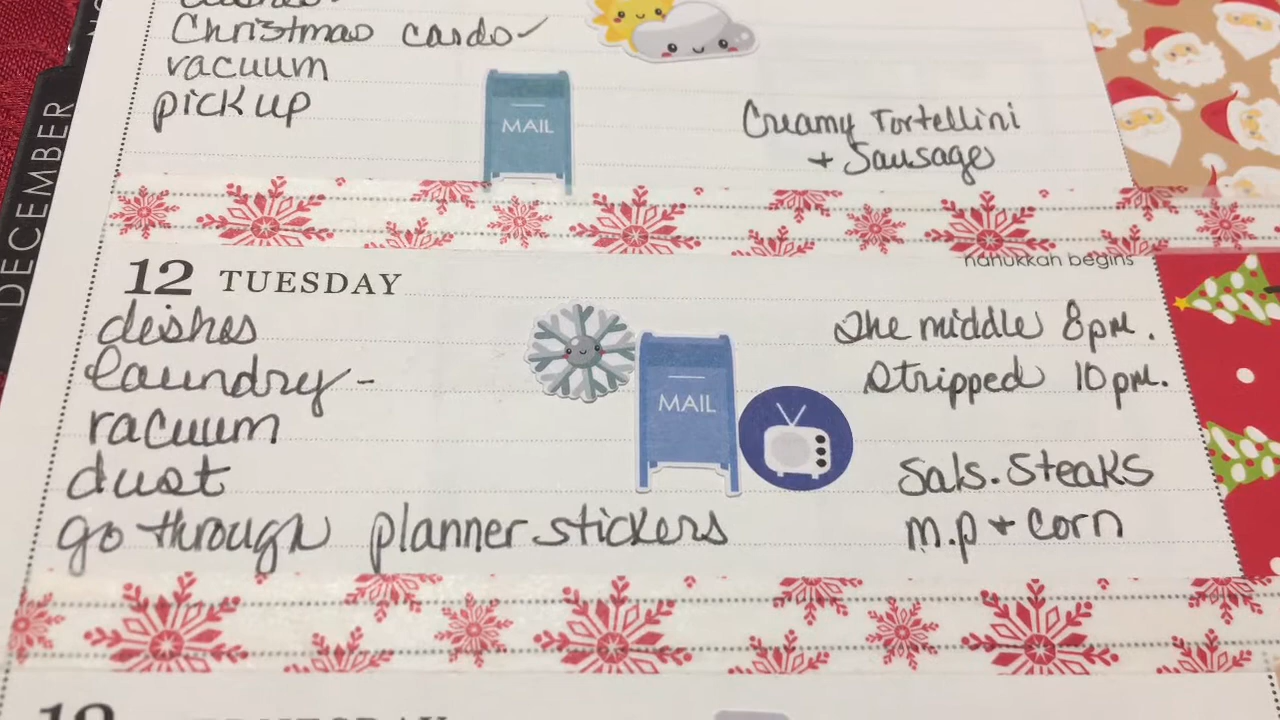 Christmas cards✓
vacuum
pick up
MAIL
Creamy Tortellini
+ Sausage
DECEMBER
12 TUESDAY
hanukkah begins
dishes
laundry -
vacuum
dust
go through planner stickers
MAIL
The middle 8pm.
Stripped 10pm.
Sals. Steaks
m.p + corn